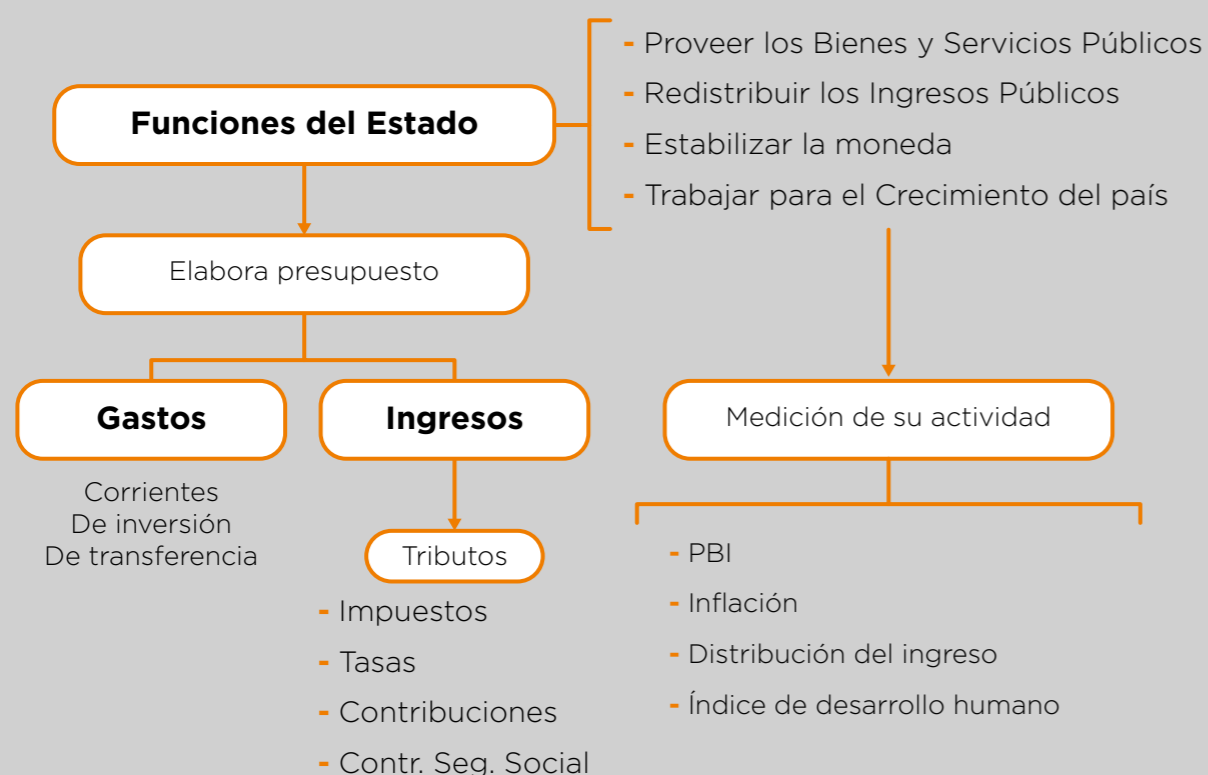 - Proveer los Bienes y Servicios Públicos
- Redistribuir los Ingresos Públicos
- Estabilizar la moneda
- Trabajar para el Crecimiento del país
Funciones del Estado
Elabora presupuesto
Gastos
Corrientes
De inversión
De transferencia
Ingresos
Tributos
- Impuestos
- Tasas
- Contribuciones
- Contr. Seg. Social
Medición de su actividad
- PBI
- Inflación
- Distribución del ingreso
- Índice de desarrollo humano